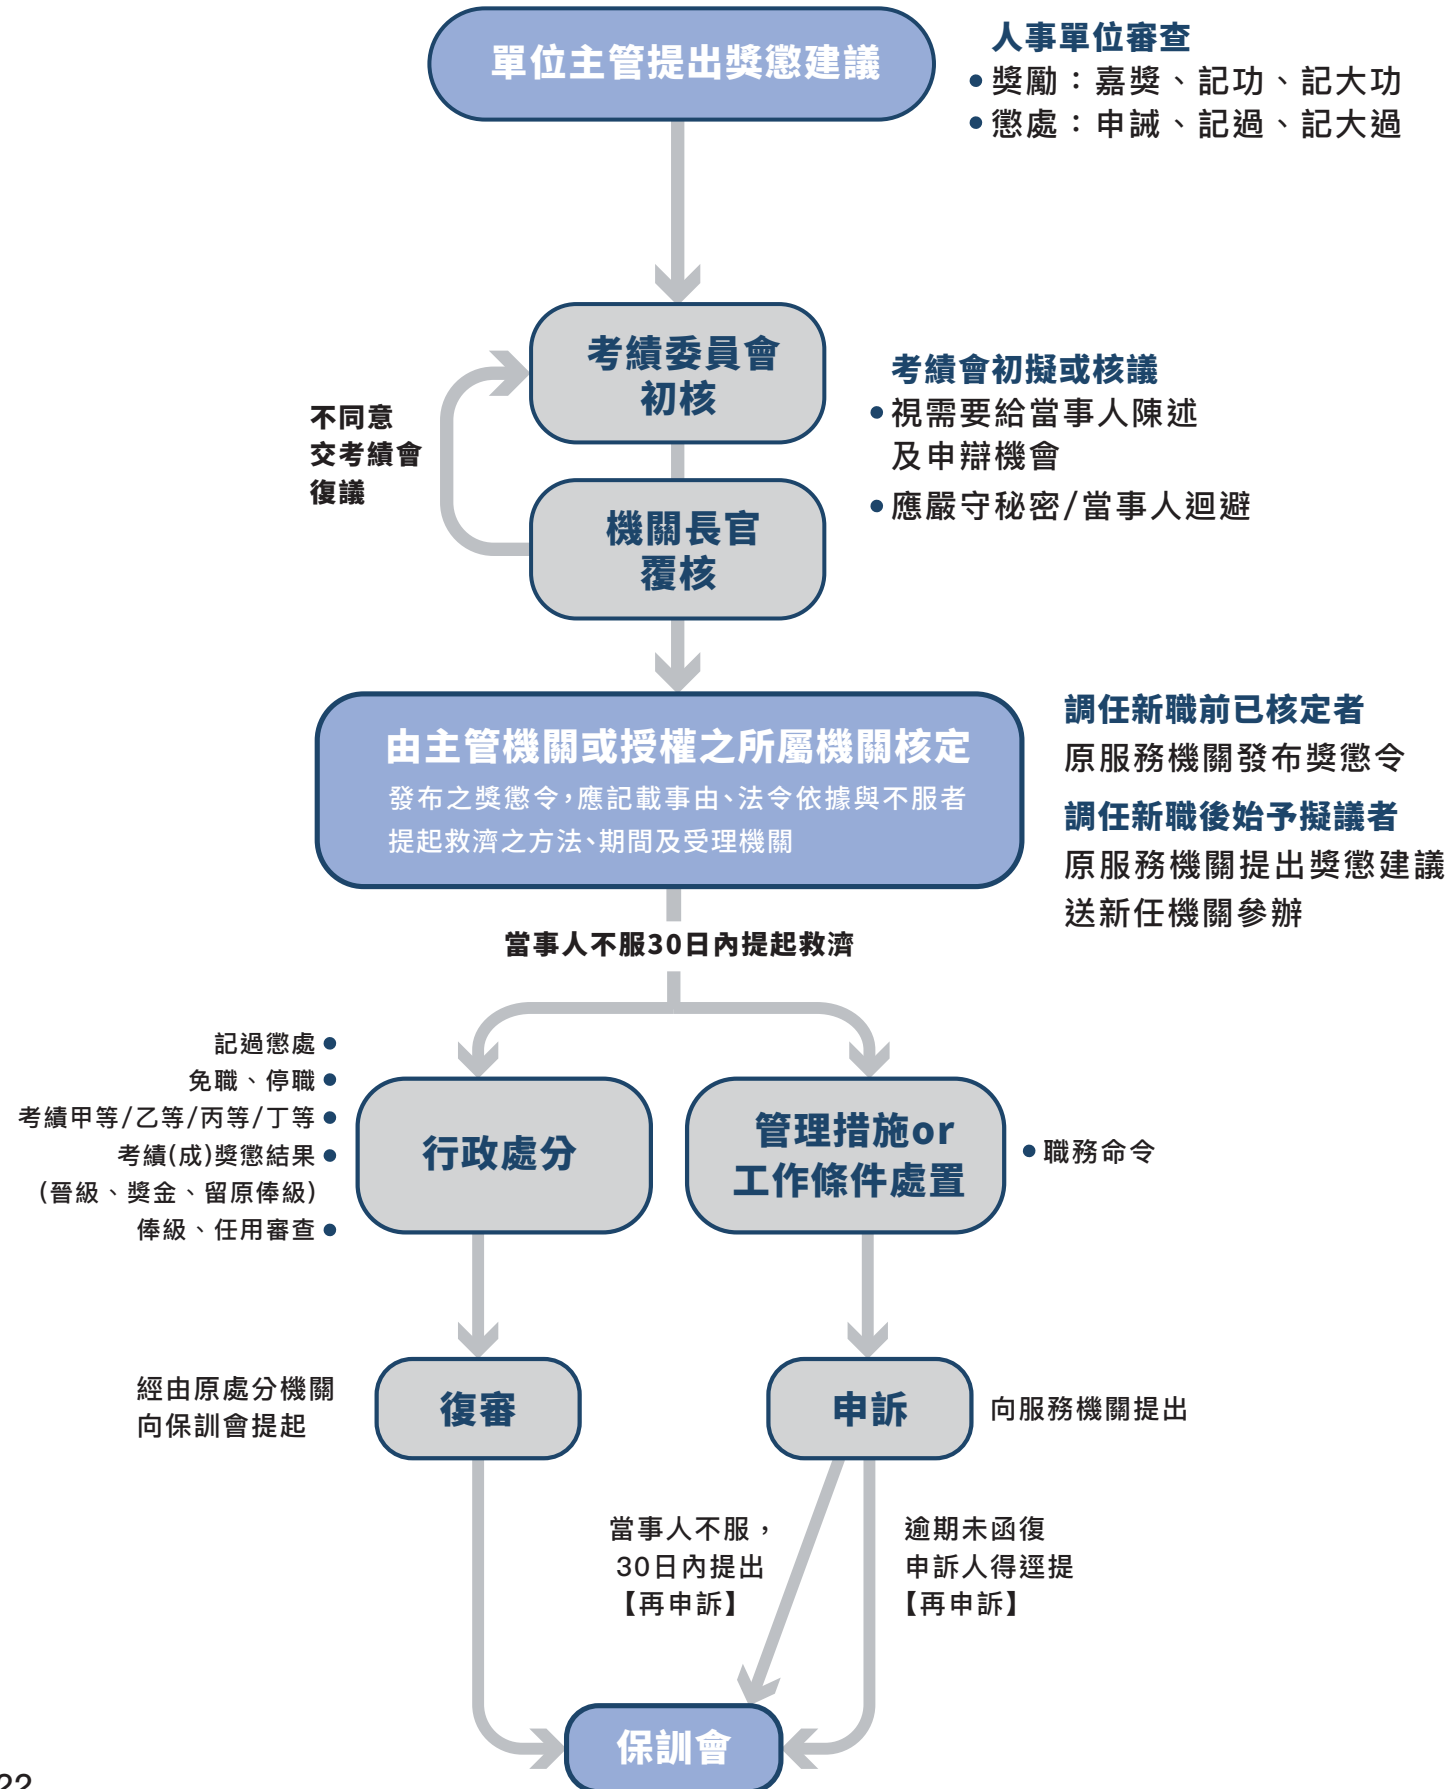 單位主管提出獎懲建議
人事單位審查
•獎勵：嘉獎、記功、記大功
•懲處：申誡、記過、記大過
考績委員會
初核
不同意
交考績會
復議
機關長官
覆核
考績會初擬或核議
•視需要給當事人陳述
及申辯機會
•應嚴守秘密/當事人迴避
由主管機關或授權之所屬機關核定
發布之獎懲令，應記載事由、法令依據與不服者
提起救濟之方法、期間及受理機關
調任新職前已核定者
原服務機關發布獎懲令
調任新職後始予擬議者
原服務機關提出獎懲建議
送新任機關參辦
當事人不服30日內提起救濟
記過懲處•
免職、停職•
考績甲等/乙等/丙等/丁等•
考績(成)獎懲結果•
(晉級、獎金、留原俸級)
俸級、任用審查•
行政處分
管理措施or
工作條件處置
•職務命令
經由原處分機關
向保訓會提起
復審
申訴
向服務機關提出
當事人不服，
30日內提出
【再申訴】
逾期未函復
申訴人得逕提
【再申訴】
保訓會
22